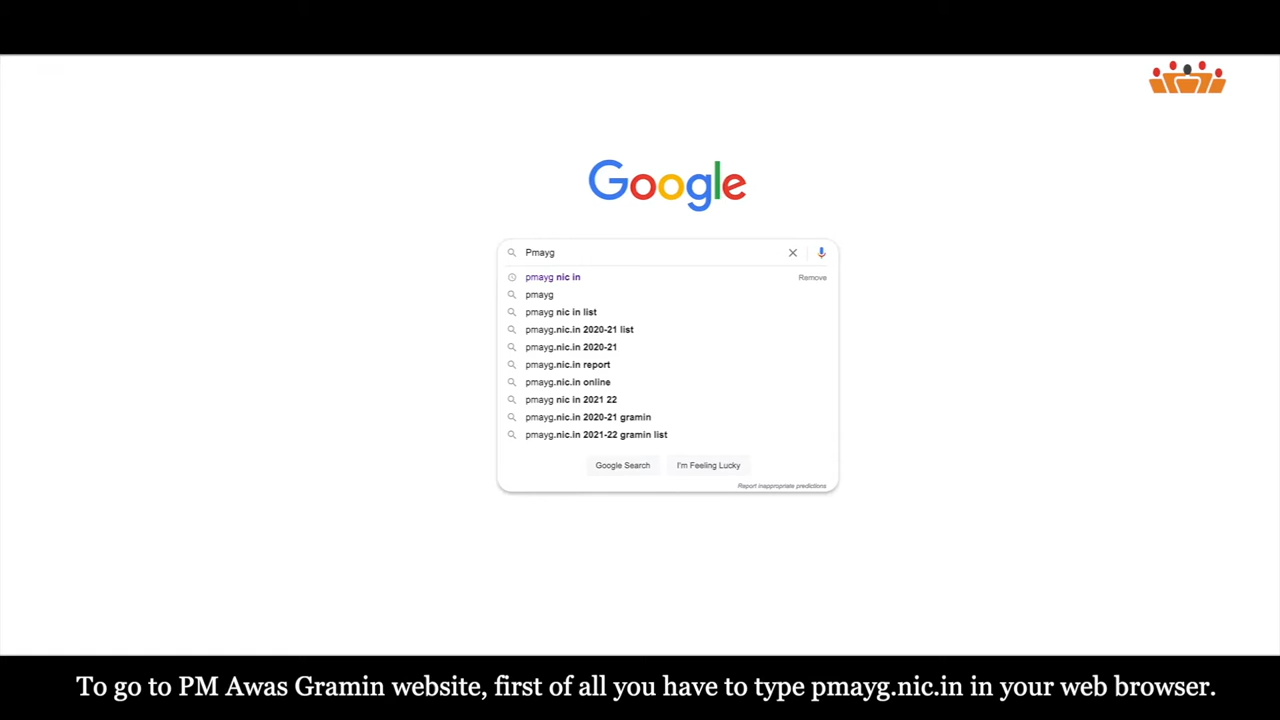 Google
Pmayg
pmayg nic in Remove
pmayg
pmayg nic in list
pmayg.nic.in 2020-21 list
pmayg.nic.in 2020-21
pmayg.nic.in report
pmayg.nic.in online
pmayg nic in 2021 22
pmayg.nic.in 2020-21 gramin
pmayg.nic.in 2021-22 gramin list
Google Search I'm Feeling Lucky
Report inappropriate predictions
To go to PM Awas Gramin website, first of all you have to type pmayg.nic.in in your web browser.